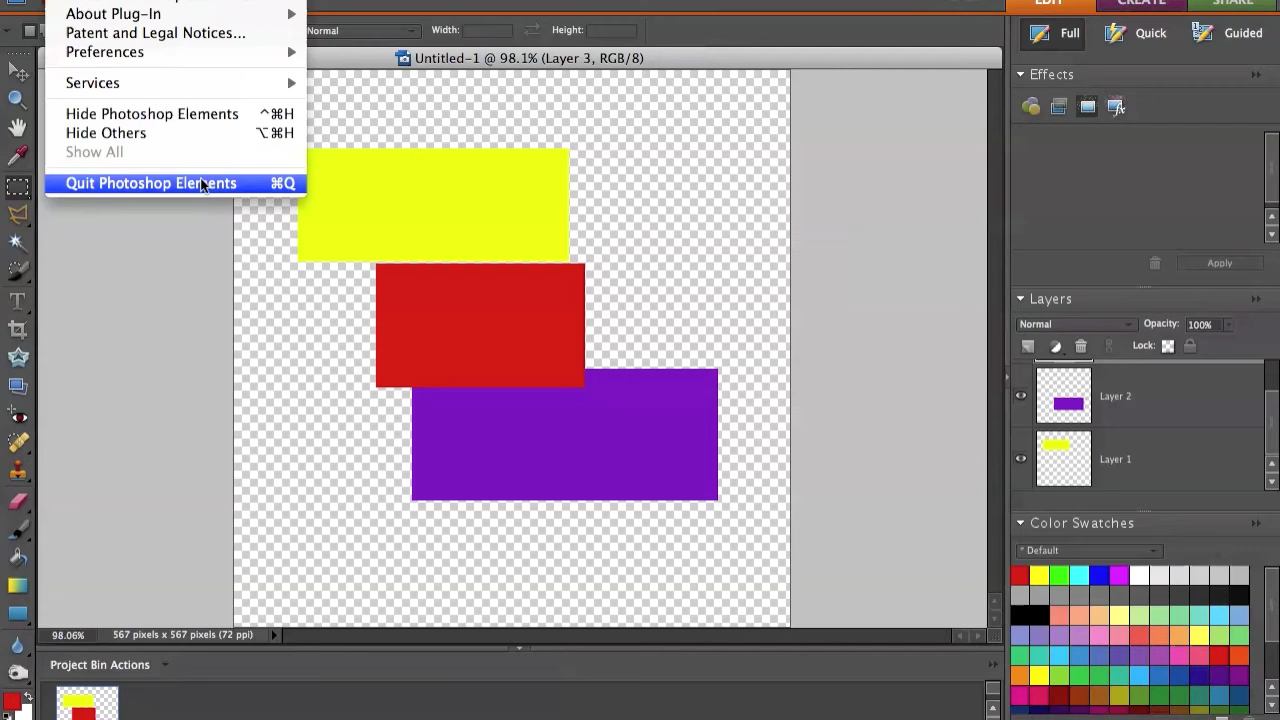 EDIT CREATE SHARE
About Plug-In
Patent and Legal Notices...
Preferences
Services
Hide Photoshop Elements ^⌘H
Hide Others ⌥⌘H
Show All
Quit Photoshop Elements ⌘Q
Normal Width: Height:
Untitled-1 @ 98.1% (Layer 3, RGB/8)
Full Quick Guided
Effects
Apply
Layers
Normal Opacity: 100%
Lock:
Layer 2
Layer 1
Color Swatches
* Default
98.06% 567 pixels x 567 pixels (72 ppi)
Project Bin Actions